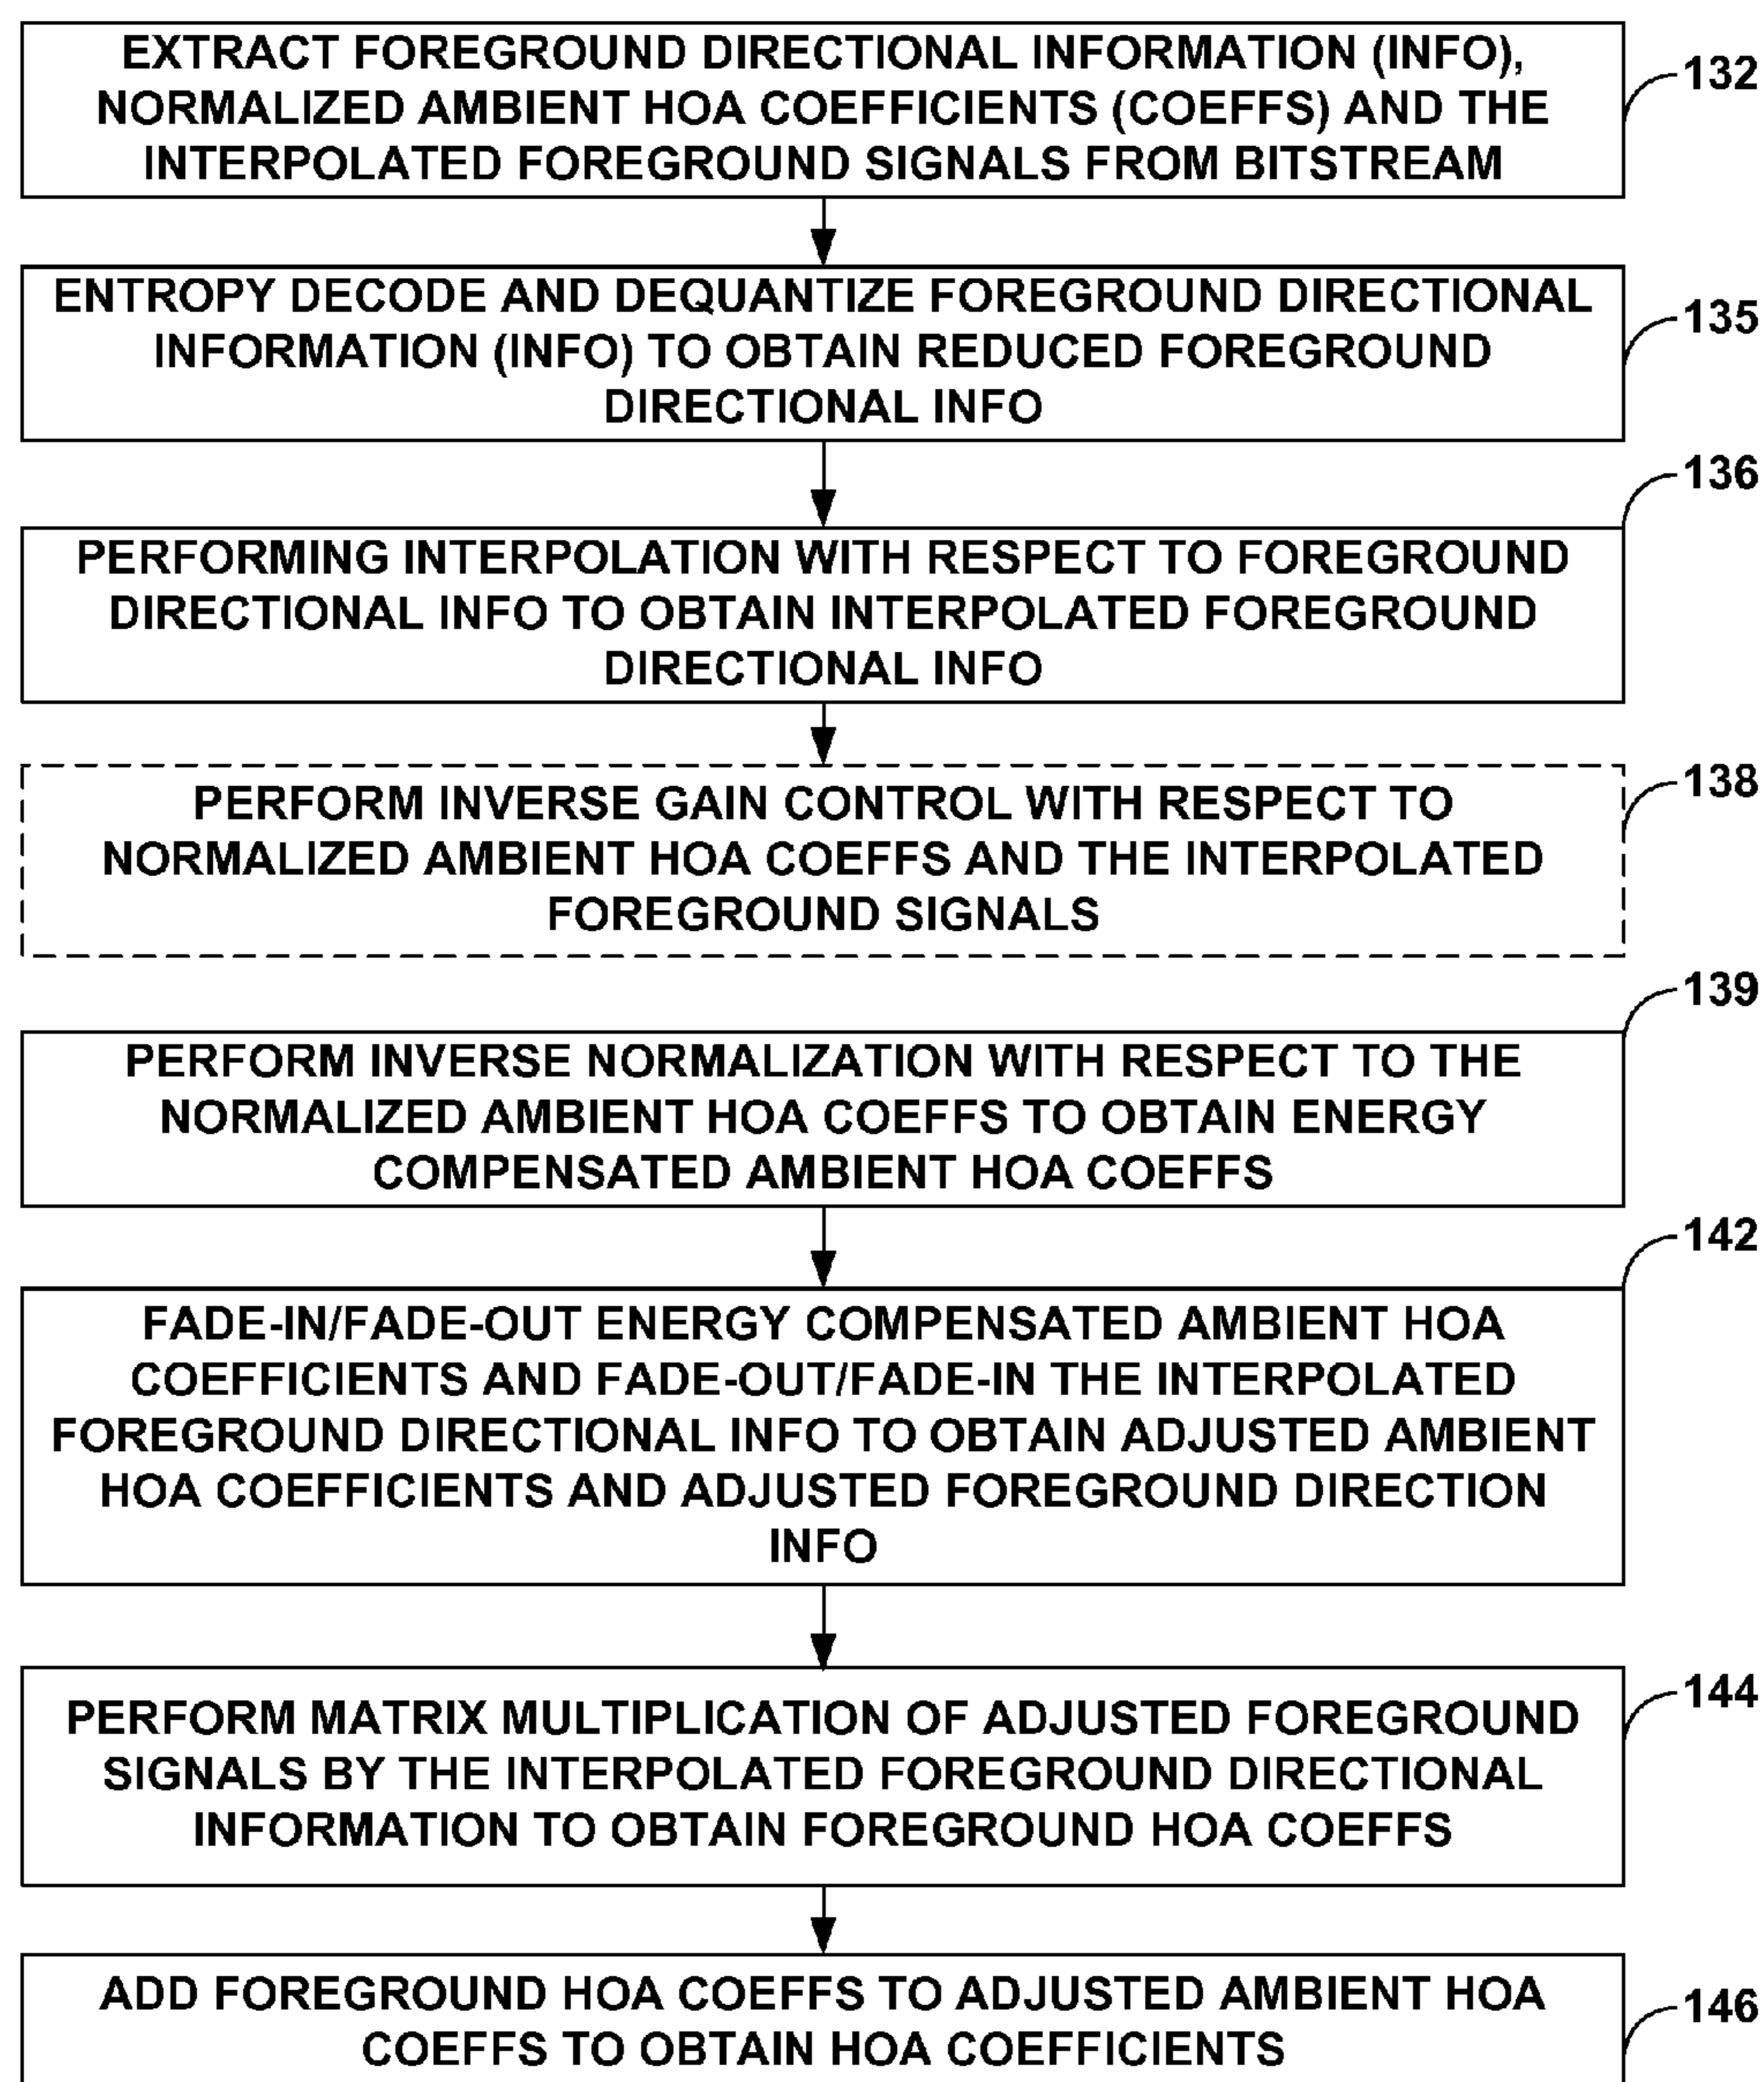 EXTRACT FOREGROUND DIRECTIONAL INFORMATION (INFO),
NORMALIZED AMBIENT HOA COEFFICIENTS (COEFFS) AND THE
INTERPOLATED FOREGROUND SIGNALS FROM BITSTREAM
132
ENTROPY DECODE AND DEQUANTIZE FOREGROUND DIRECTIONAL
INFORMATION (INFO) TO OBTAIN REDUCED FOREGROUND
DIRECTIONAL INFO
135
136
PERFORMING INTERPOLATION WITH RESPECT TO FOREGROUND
DIRECTIONAL INFO TO OBTAIN INTERPOLATED FOREGROUND
DIRECTIONAL INFO
138
PERFORM INVERSE GAIN CONTROL WITH RESPECT TO
NORMALIZED AMBIENT HOA COEFFS AND THE INTERPOLATED
FOREGROUND SIGNALS
139
PERFORM INVERSE NORMALIZATION WITH RESPECT TO THE
NORMALIZED AMBIENT HOA COEFFS TO OBTAIN ENERGY
COMPENSATED AMBIENT HOA COEFFS
142
FADE-IN/FADE-OUT ENERGY COMPENSATED AMBIENT HOA
COEFFICIENTS AND FADE-OUT/FADE-IN THE INTERPOLATED
FOREGROUND DIRECTIONAL INFO TO OBTAIN ADJUSTED AMBIENT
HOA COEFFICIENTS AND ADJUSTED FOREGROUND DIRECTION
INFO
144
PERFORM MATRIX MULTIPLICATION OF ADJUSTED FOREGROUND
SIGNALS BY THE INTERPOLATED FOREGROUND DIRECTIONAL
INFORMATION TO OBTAIN FOREGROUND HOA COEFFS
ADD FOREGROUND HOA COEFFS TO ADJUSTED AMBIENT HOA
COEFFS TO OBTAIN HOA COEFFICIENTS
146